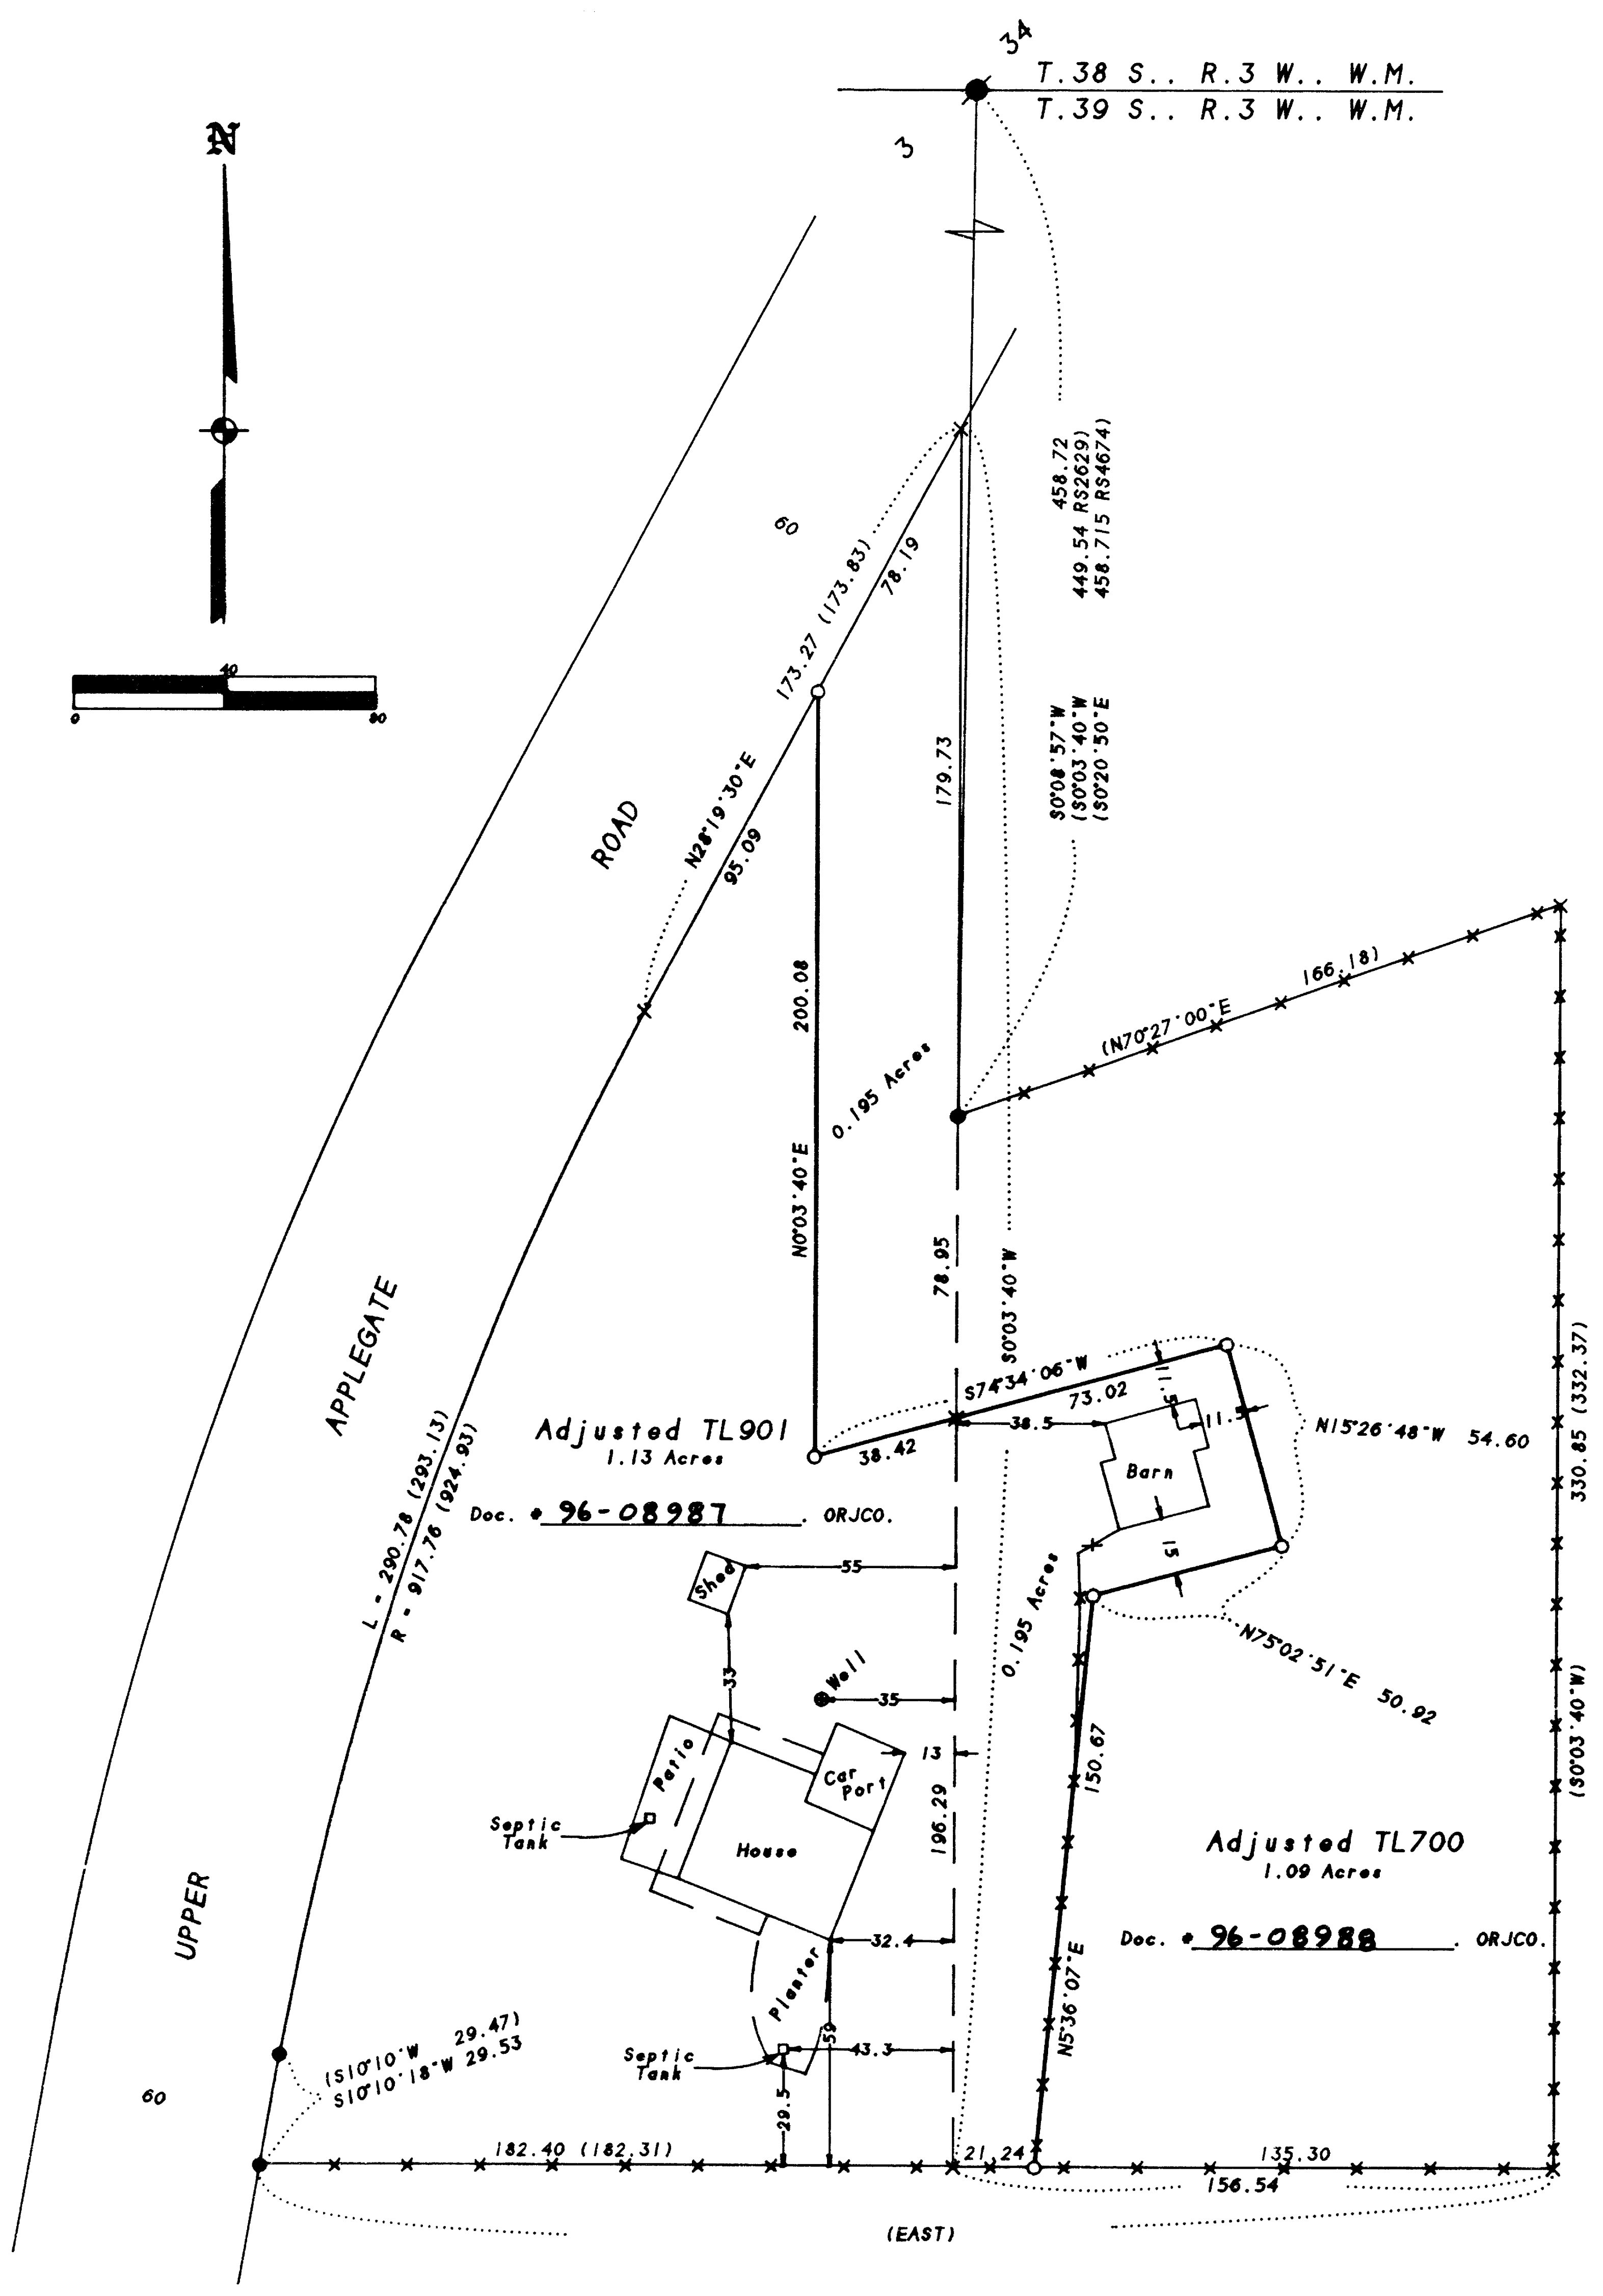 34
T.38 S.. R.3 W.. W.M.
T.39 S.. R.3 W.. W.M.
3
N
40
0
80
458.72
449.54 RS2629)
458.715 RS4674)
60
173.27 (173.83)
78.19
S0°08'57"W
(S0°03'40"W
(S0°20'50"E
179.73
N28°19'30"E
95.09
ROAD
166.18)
(N70°27'00"E
200.08
0.195 Acres
N0°03'40"E
78.95
S0°03'40"W
APPLEGATE
330.85 (332.37)
S74°34'06"W
73.02
11.5
38.5
11.5
N15°26'48"W 54.60
Adjusted TL901
1.13 Acres
38.42
Barn
L = 290.78 (293.13)
R = 917.76 (924.93)
Doc. # 96-08987 . ORJCO.
15
Shed
55
0.195 Acres
N75°02'51"E 50.92
33
Well
35
(S0°03'40"W)
Patio
13
Car
Port
150.67
Septic
Tank
House
196.29
Adjusted TL700
1.09 Acres
UPPER
32.4
Doc. # 96-08988 . ORJCO.
Planter
59
N5°36'07"E
(S10°10'W 29.47)
S10°10'18"W 29.53
Septic
Tank
43.3
29.5
60
182.40 (182.31)
21.24
135.30
156.54
(EAST)